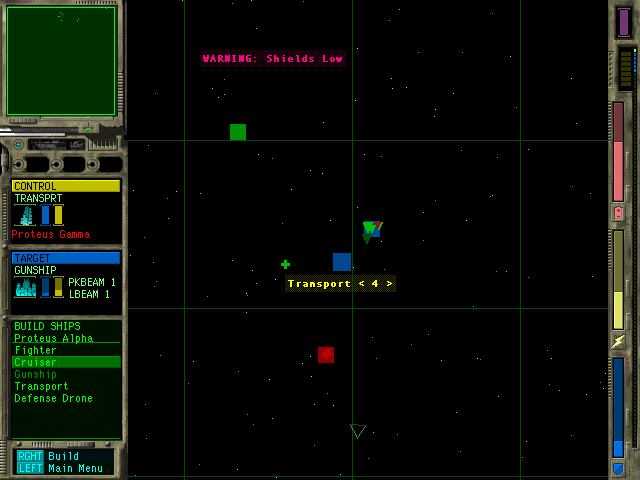 WARNING: Shields Low
CONTROL
TRANSPRT
Proteus Gamma
TARGET
GUNSHIP
PKBEAM 1
LBEAM 1
Transport < 4 >
BUILD SHIPS
Proteus Alpha
Fighter
Cruiser
Gunship
Transport
Defense Drone
RGHT Build
LEFT Main Menu